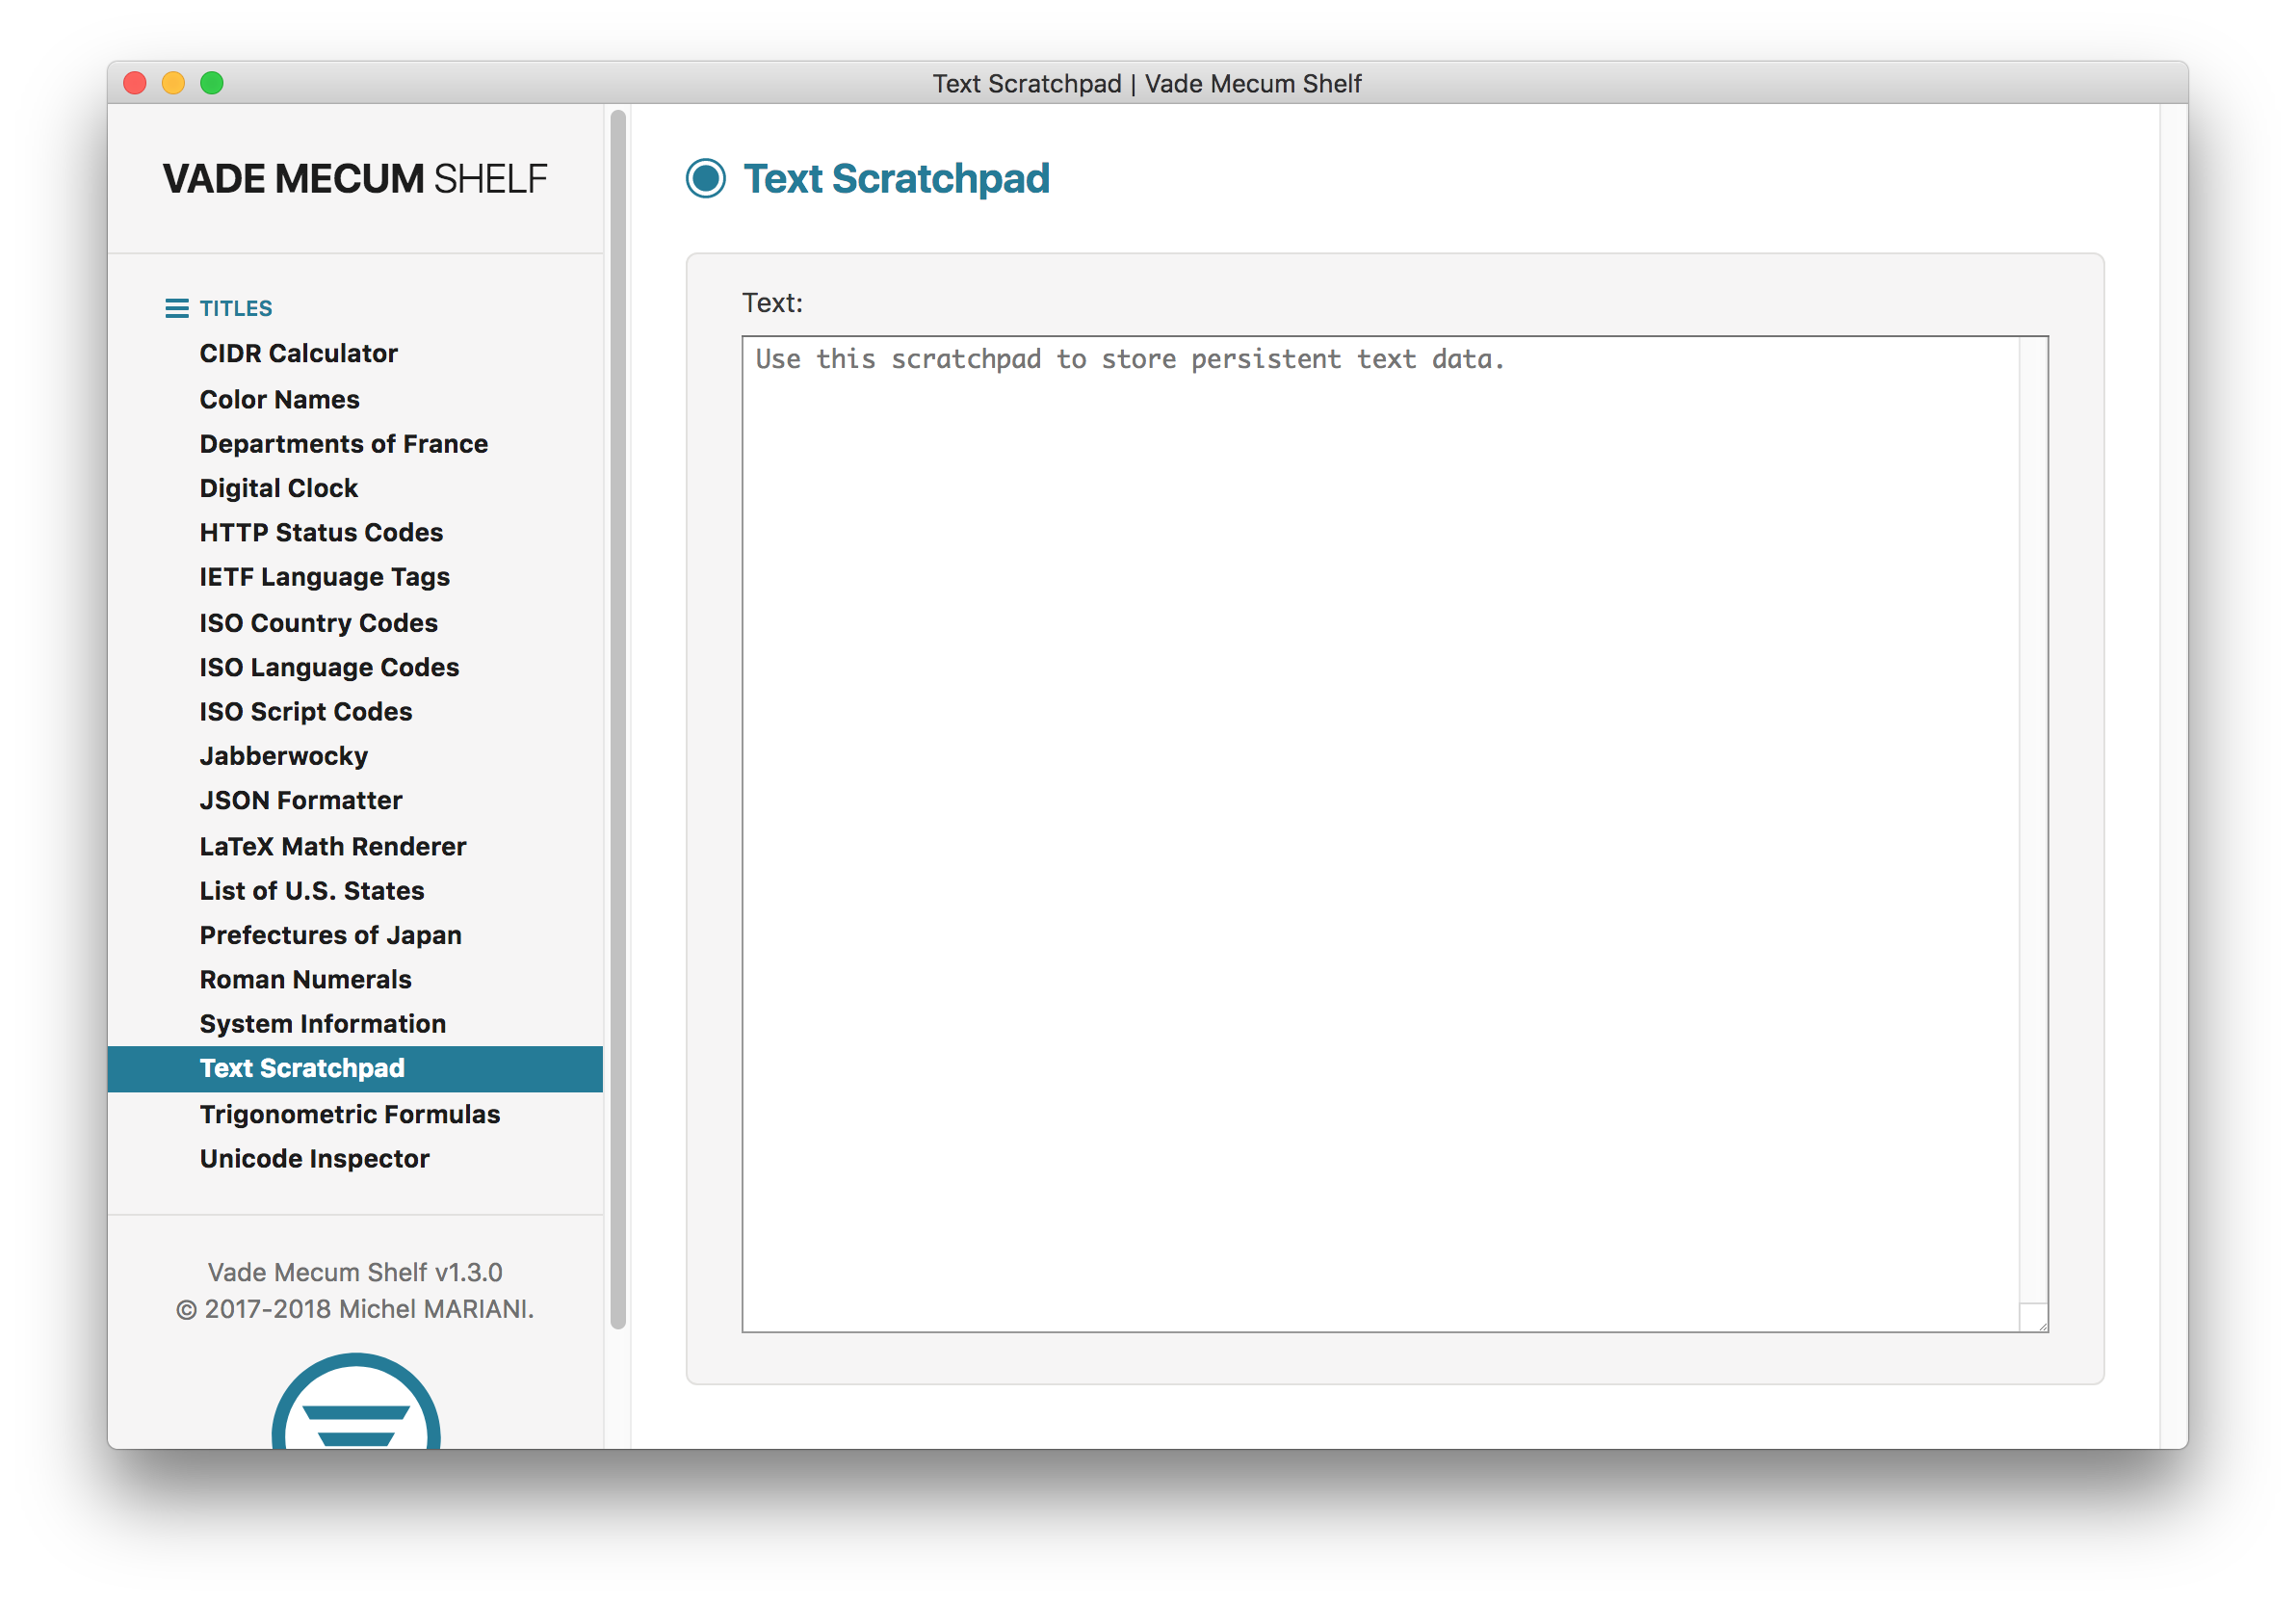 Text Scratchpad | Vade Mecum Shelf
VADE MECUM SHELF
TITLES
CIDR Calculator
Color Names
Departments of France
Digital Clock
HTTP Status Codes
IETF Language Tags
ISO Country Codes
ISO Language Codes
ISO Script Codes
Jabberwocky
JSON Formatter
LaTeX Math Renderer
List of U.S. States
Prefectures of Japan
Roman Numerals
System Information
Text Scratchpad
Trigonometric Formulas
Unicode Inspector
Vade Mecum Shelf v1.3.0
© 2017-2018 Michel MARIANI.
Text Scratchpad
Text:
Use this scratchpad to store persistent text data.